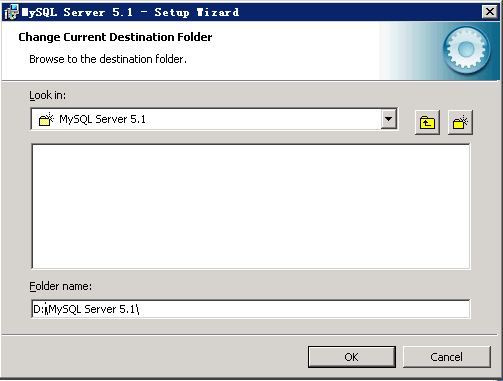 MySQL Server 5.1 - Setup Wizard
Change Current Destination Folder
Browse to the destination folder.
Look in:
MySQL Server 5.1
Folder name:
D:\MySQL Server 5.1\
OK
Cancel